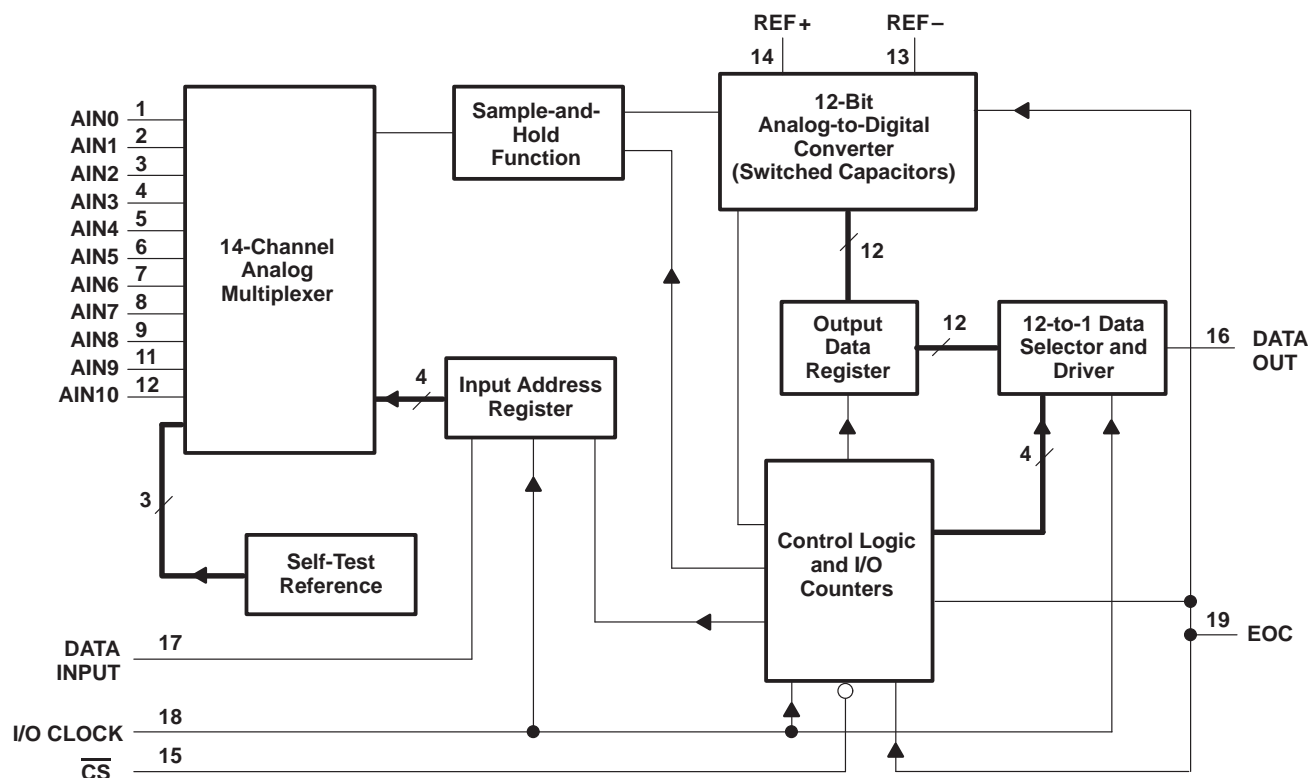 REF+
REF–
14
13
12-Bit
Analog-to-Digital
Converter
(Switched Capacitors)
Sample-and-
Hold
Function
14-Channel
Analog
Multiplexer
AIN0
1
AIN1
2
AIN2
3
AIN3
4
AIN4
5
AIN5
6
AIN6
7
AIN7
8
AIN8
9
AIN9
11
AIN10
12
12
Output
Data
Register
12
12-to-1 Data
Selector and
Driver
16
DATA
OUT
4
Input Address
Register
4
3
Self-Test
Reference
Control Logic
and I/O
Counters
19
EOC
DATA
INPUT
17
I/O CLOCK
18
CS
15